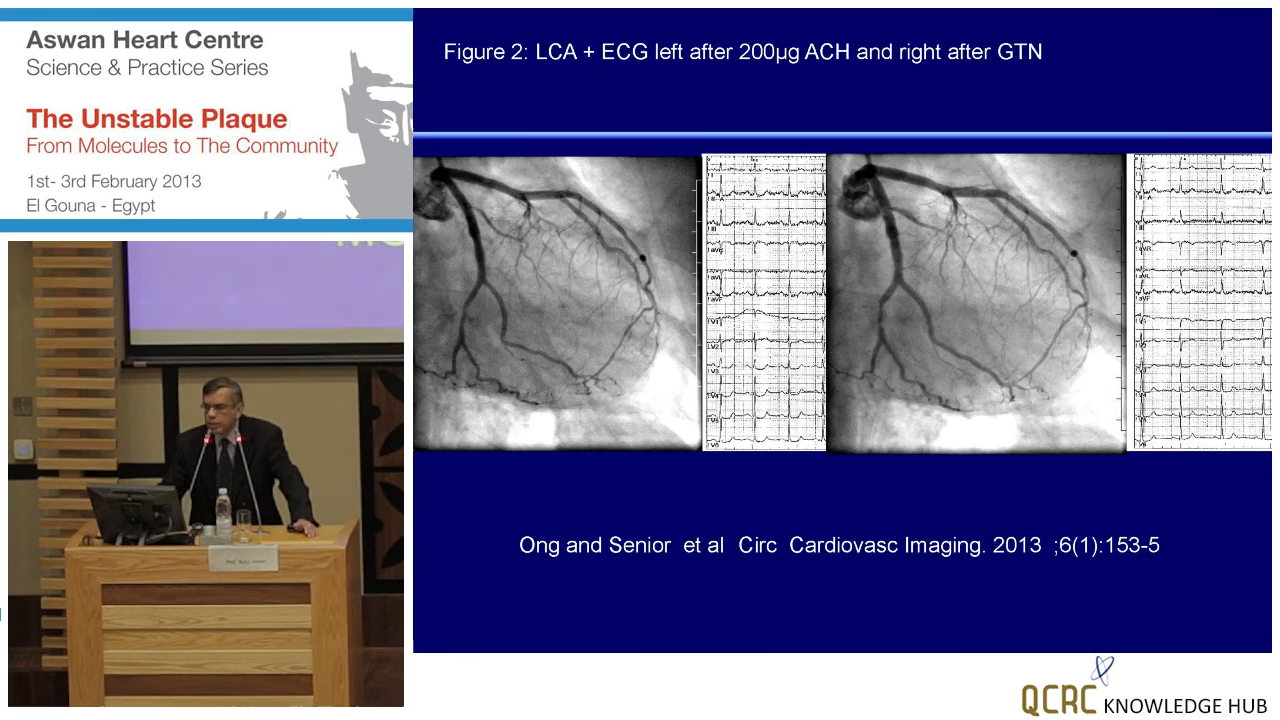 Aswan Heart Centre
Science & Practice Series
The Unstable Plaque
From Molecules to The Community
1st- 3rd February 2013
El Gouna - Egypt
Figure 2: LCA + ECG left after 200µg ACH and right after GTN
Ong and Senior et al Circ Cardiovasc Imaging. 2013 ;6(1):153-5
QCRC KNOWLEDGE HUB